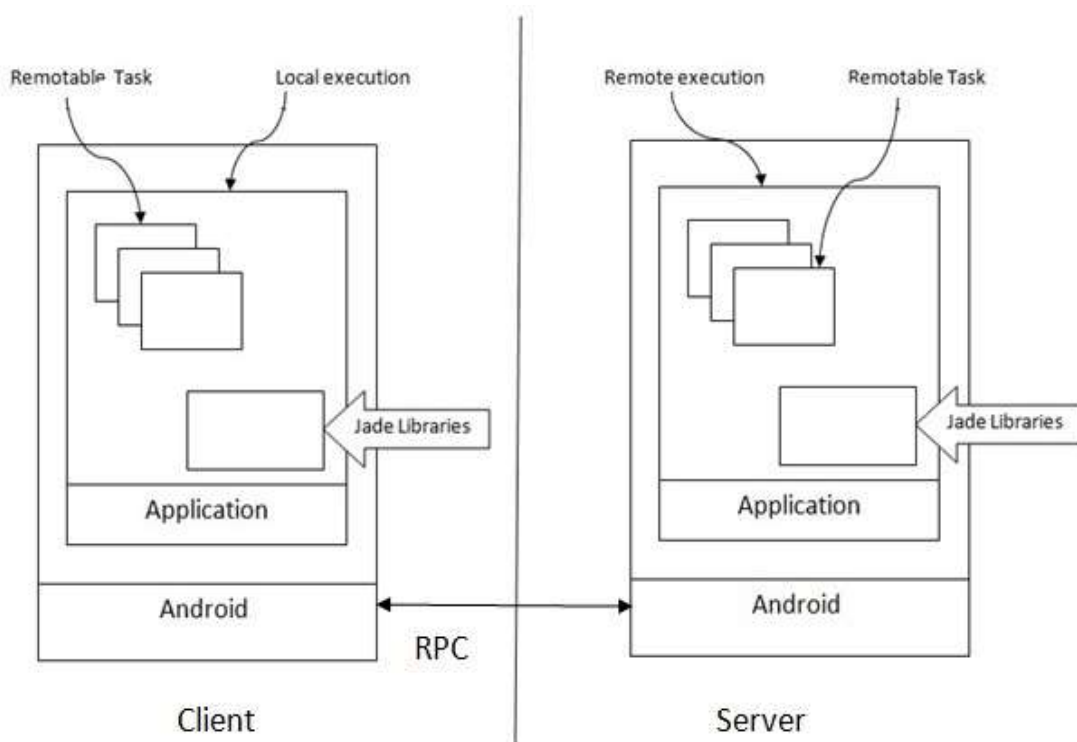 Remotable Task
Local execution
Remote execution
Remotable Task
Jade Libraries
Jade Libraries
Application
Application
Android
Android
RPC
Client
Server